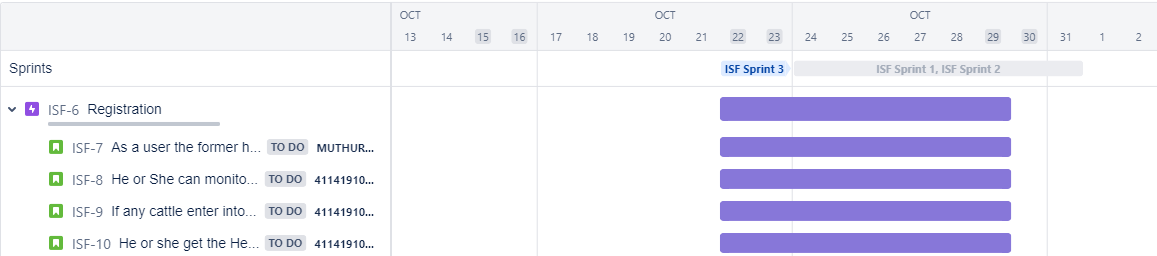 OCT OCT OCT
13 14 15 16 17 18 19 20 21 22 23 24 25 26 27 28 29 30 31 1 2
Sprints ISF Sprint 3 ISF Sprint 1, ISF Sprint 2
ISF-6 Registration
ISF-7 As a user the former h... TO DO MUTHUR...
ISF-8 He or She can monito... TO DO 41141910...
ISF-9 If any cattle enter into... TO DO 41141910...
ISF-10 He or she get the He... TO DO 41141910...